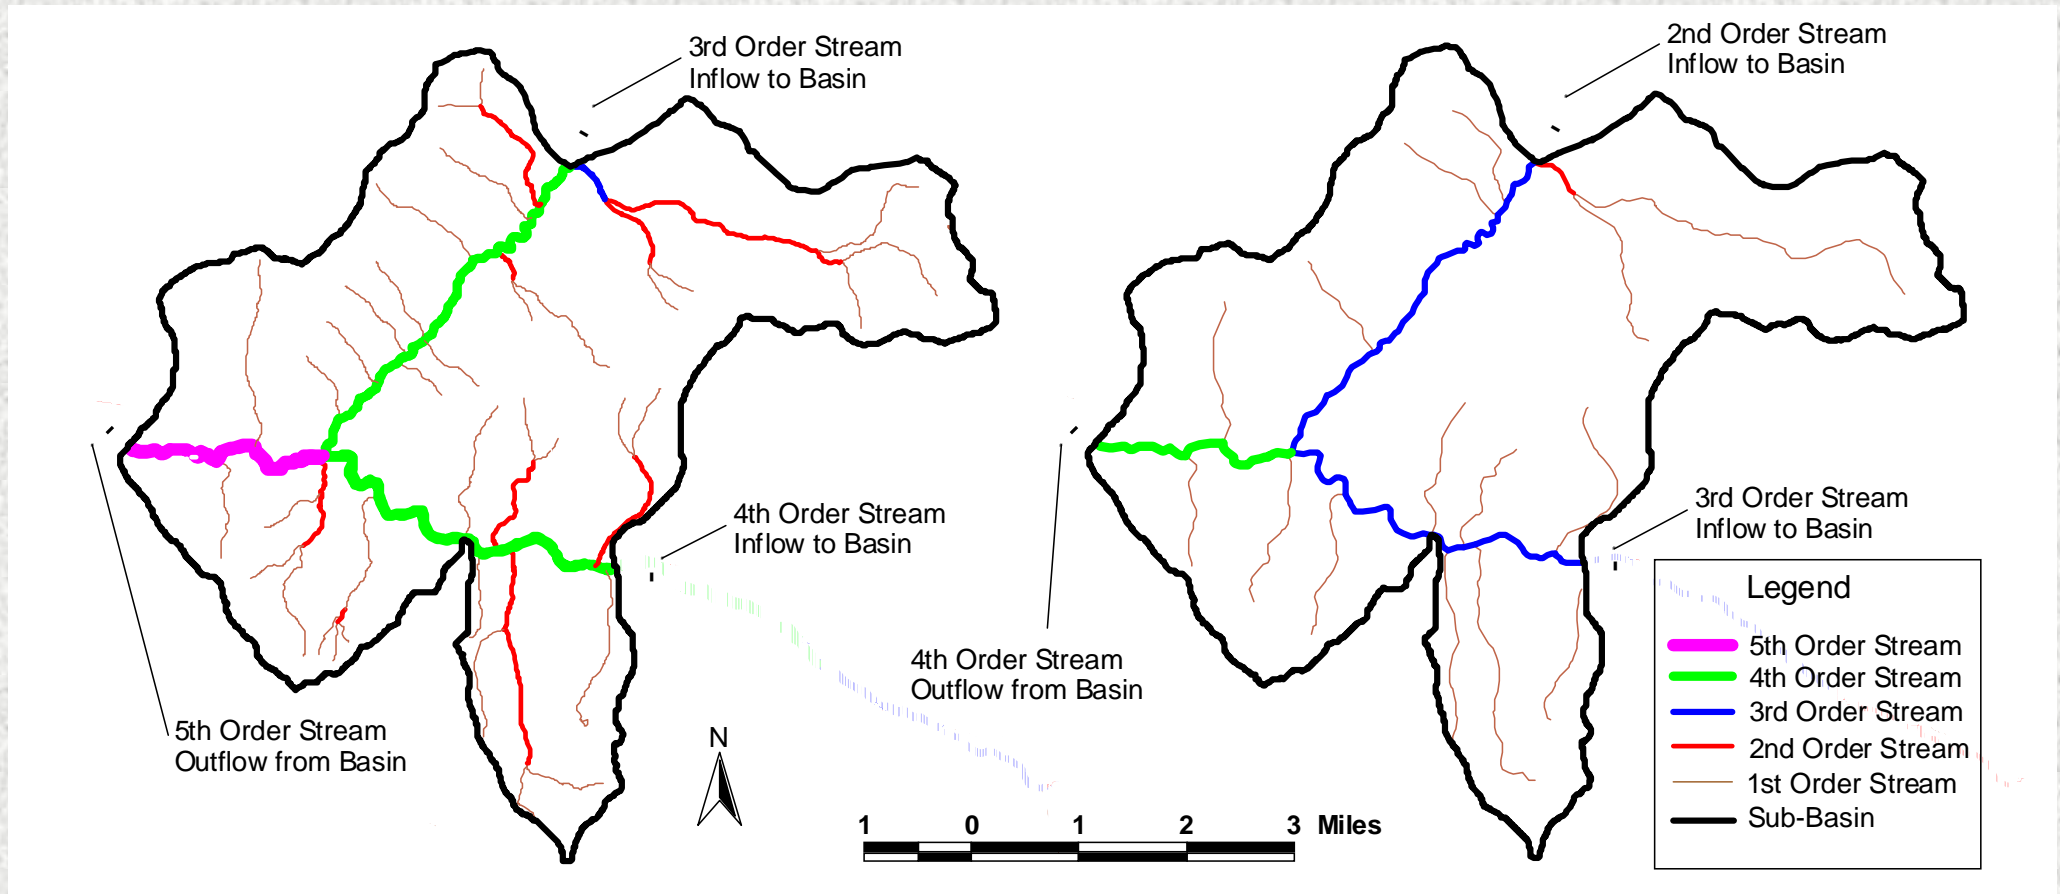 3rd Order Stream
Inflow to Basin
2nd Order Stream
Inflow to Basin
4th Order Stream
Inflow to Basin
3rd Order Stream
Inflow to Basin
4th Order Stream
Outflow from Basin
5th Order Stream
Outflow from Basin
N
1 0 1 2 3 Miles
Legend
5th Order Stream
4th Order Stream
3rd Order Stream
2nd Order Stream
1st Order Stream
Sub-Basin